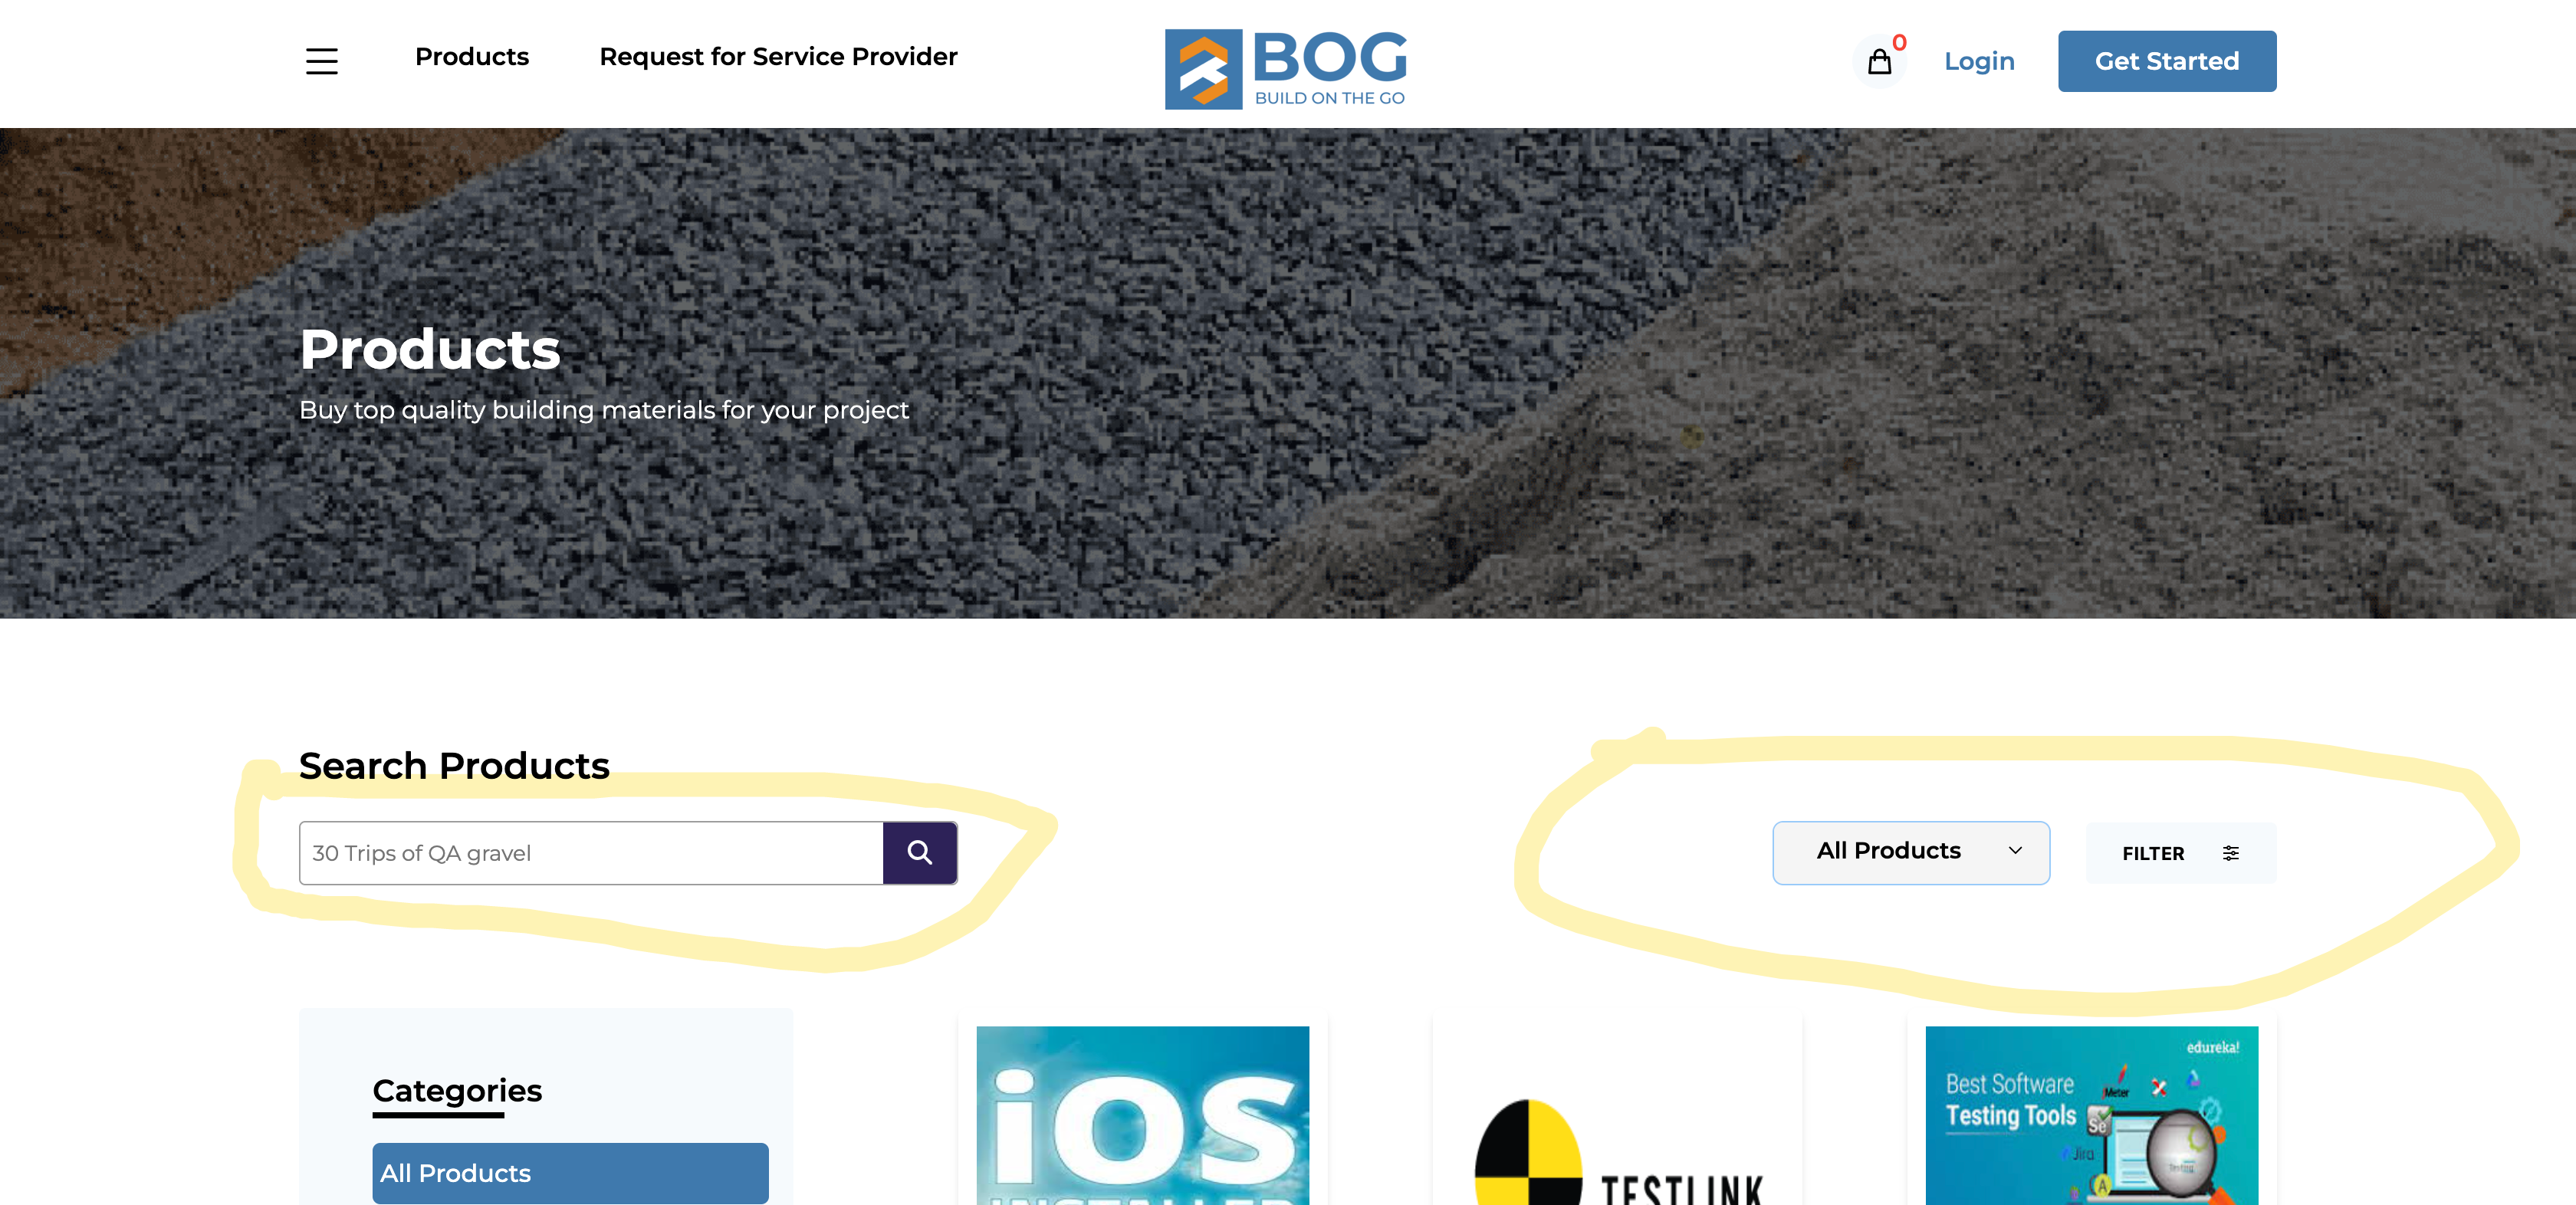 Products
Request for Service Provider
BOG
BUILD ON THE GO
0
Login
Get Started
Products
Buy top quality building materials for your project
Search Products
30 Trips of QA gravel
All Products
FILTER
Categories
All Products
iOS
INSTALLER
TESTLINK
edureka!
Best Software
Testing Tools
Meter
Se
Jira
Testing
A